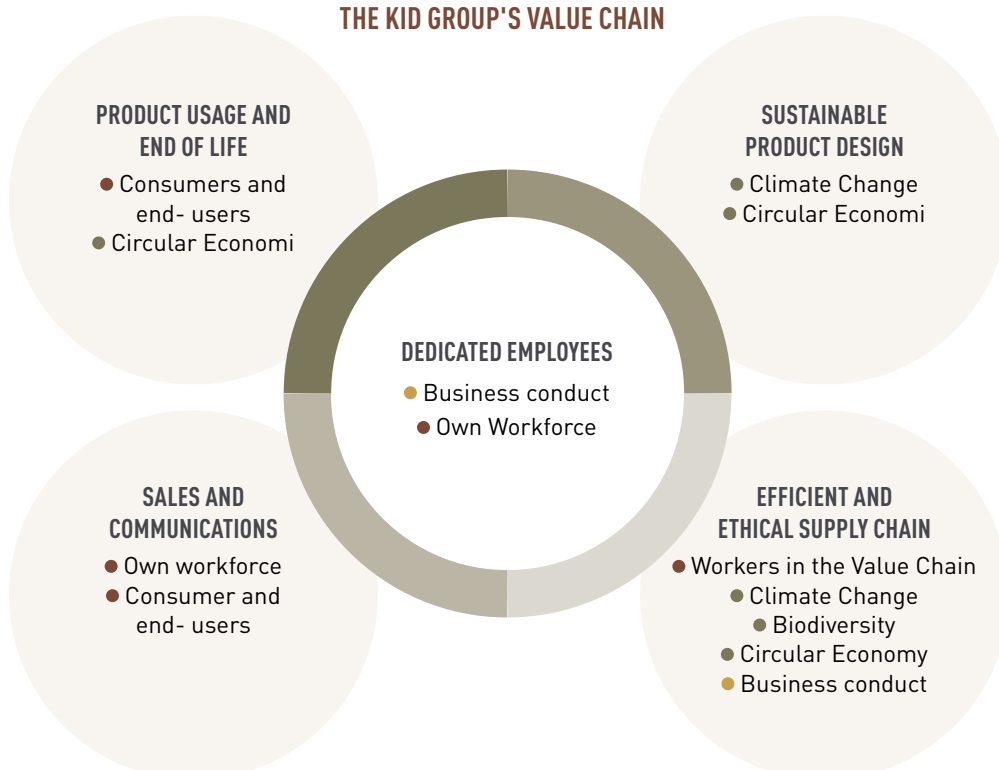 THE KID GROUP'S VALUE CHAIN
PRODUCT USAGE AND
END OF LIFE
Consumers and
end- users
Circular Economi
SUSTAINABLE
PRODUCT DESIGN
Climate Change
Circular Economi
DEDICATED EMPLOYEES
Business conduct
Own Workforce
SALES AND
COMMUNICATIONS
Own workforce
Consumer and
end- users
EFFICIENT AND
ETHICAL SUPPLY CHAIN
Workers in the Value Chain
Climate Change
Biodiversity
Circular Economy
Business conduct